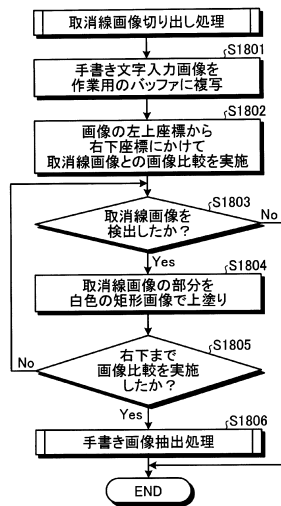 取消線画像切り出し処理
S1801
手書き文字入力画像を
作業用のバッファに複写
S1802
画像の左上座標から
右下座標にかけて
取消線画像との画像比較を実施
S1803
取消線画像を
検出したか？
No
Yes
S1804
取消線画像の部分を
白色の矩形画像で上塗り
S1805
右下まで
画像比較を実施
したか？
No
Yes
S1806
手書き画像抽出処理
END